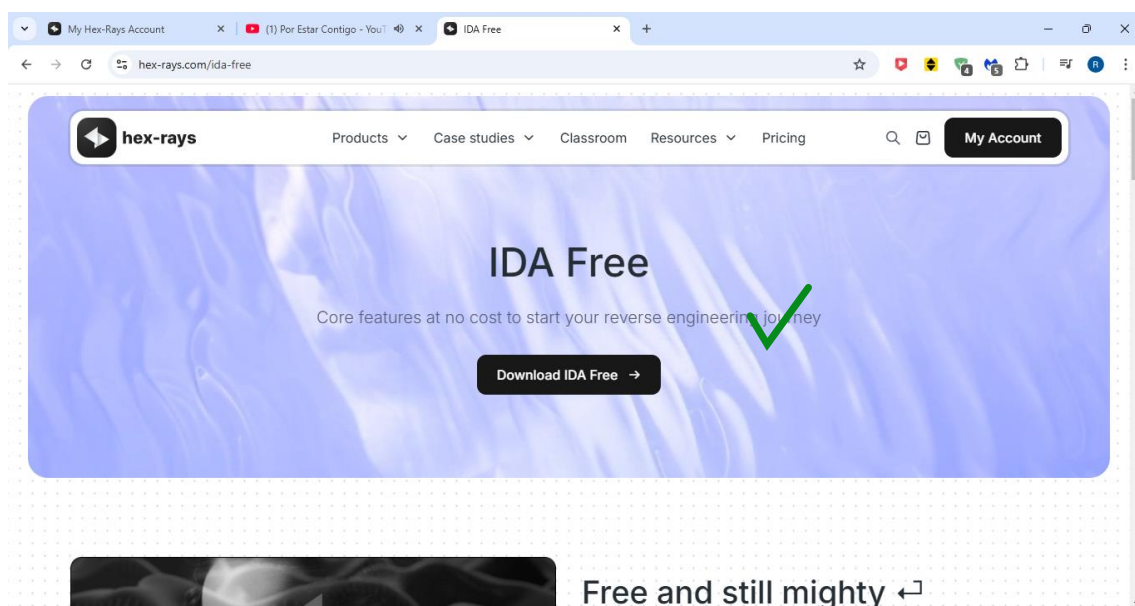 My Hex-Rays Account
(1) Por Estar Contigo - YouT
IDA Free
hex-rays.com/ida-free
4
5
R
hex-rays
Products
Case studies
Classroom
Resources
Pricing
My Account
IDA Free
Core features at no cost to start your reverse engineering journey
Download IDA Free →
Free and still mighty ↵